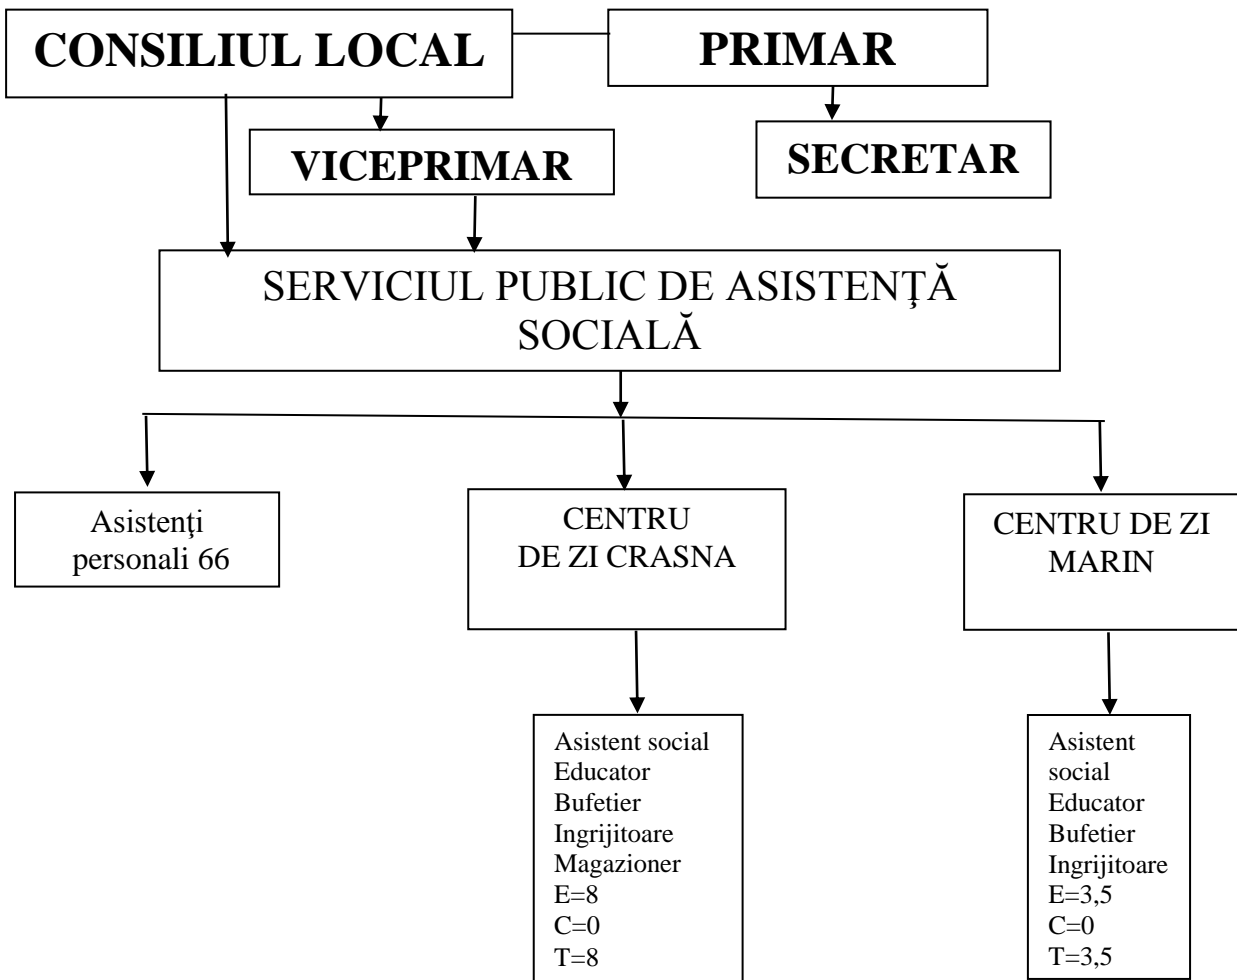 CONSILIUL LOCAL
PRIMAR
VICEPRIMAR
SECRETAR
SERVICIUL PUBLIC DE ASISTENŢĂ
SOCIALĂ
Asistenţi
personali 66
CENTRU
DE ZI CRASNA
CENTRU DE ZI
MARIN
Asistent social
Educator
Bufetier
Ingrijitoare
Magazioner
E=8
C=0
T=8
Asistent
social
Educator
Bufetier
Ingrijitoare
E=3,5
C=0
T=3,5